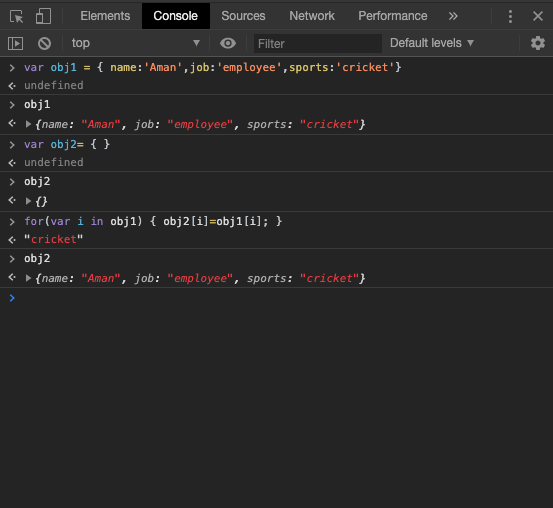 Elements Console Sources Network Performance »
top Filter Default levels
> var obj1 = { name:'Aman',job:'employee',sports:'cricket'}
undefined
> obj1
{name: "Aman", job: "employee", sports: "cricket"}
> var obj2= { }
undefined
> obj2
{}
> for(var i in obj1) { obj2[i]=obj1[i]; }
"cricket"
> obj2
{name: "Aman", job: "employee", sports: "cricket"}
>